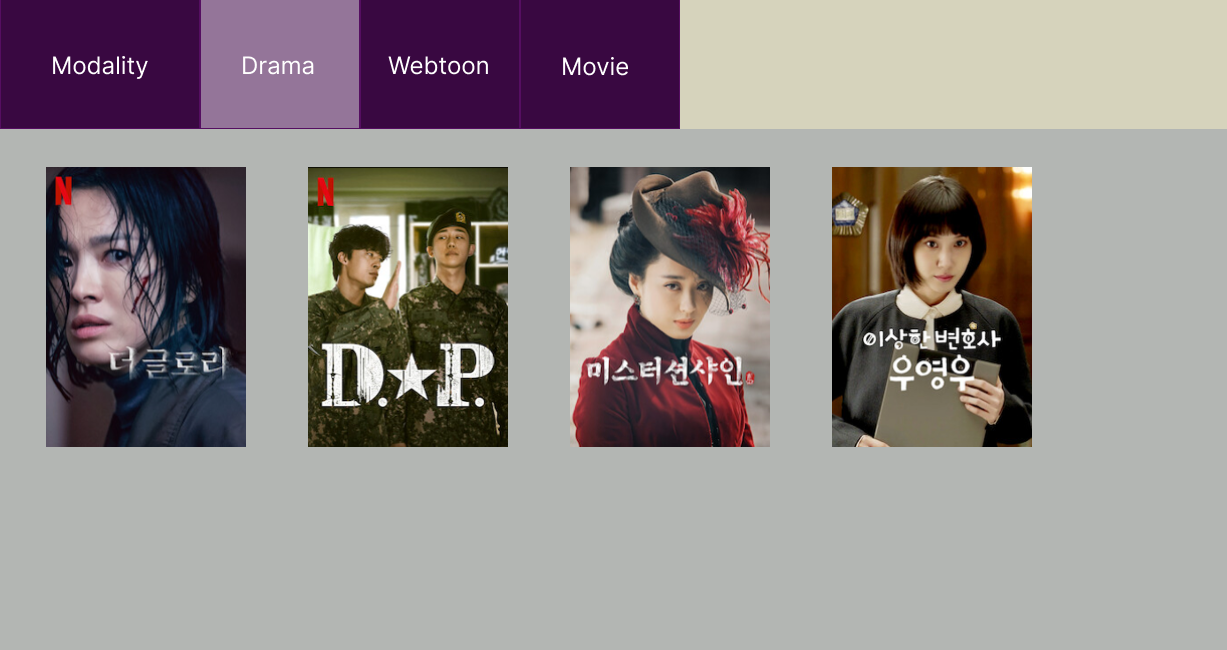 Modality
Drama
Webtoon
Movie
N
더 글로리
N
D.P.
미스터 션샤인
이상한 변호사
우영우